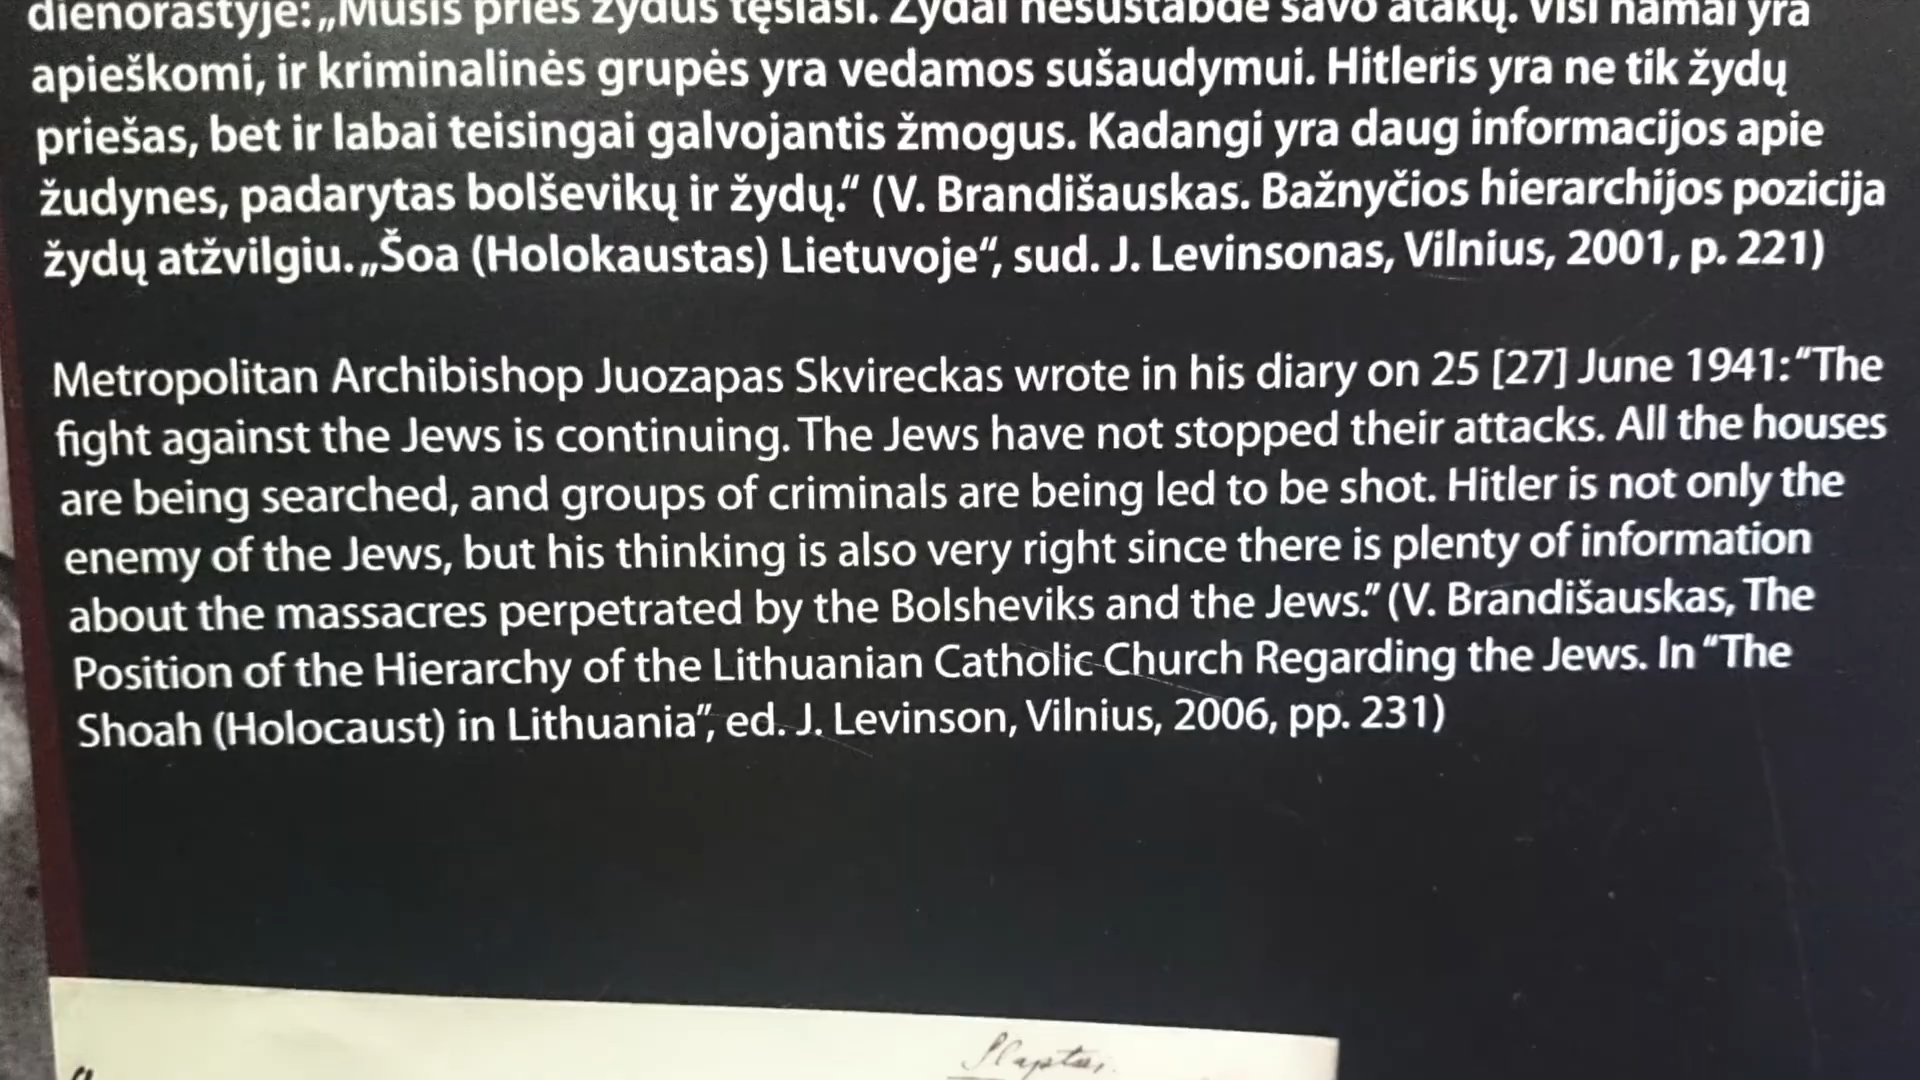 dienoraštyje: „Mūšis prieš žydus tęsiasi. Žydai nesustabdė savo atakų. Visi namai yra
apieškomi, ir kriminalinės grupės yra vedamos sušaudymui. Hitleris yra ne tik žydų
priešas, bet ir labai teisingai galvojantis žmogus. Kadangi yra daug informacijos apie
žudynes, padarytas bolševikų ir žydų.“ (V. Brandišauskas. Bažnyčios hierarchijos pozicija
žydų atžvilgiu. „Šoa (Holokaustas) Lietuvoje“, sud. J. Levinsonas, Vilnius, 2001, p. 221)
Metropolitan Archibishop Juozapas Skvireckas wrote in his diary on 25 [27] June 1941: “The
fight against the Jews is continuing. The Jews have not stopped their attacks. All the houses
are being searched, and groups of criminals are being led to be shot. Hitler is not only the
enemy of the Jews, but his thinking is also very right since there is plenty of information
about the massacres perpetrated by the Bolsheviks and the Jews.” (V. Brandišauskas, The
Position of the Hierarchy of the Lithuanian Catholic Church Regarding the Jews. In “The
Shoah (Holocaust) in Lithuania”, ed. J. Levinson, Vilnius, 2006, pp. 231)
Slaptai.